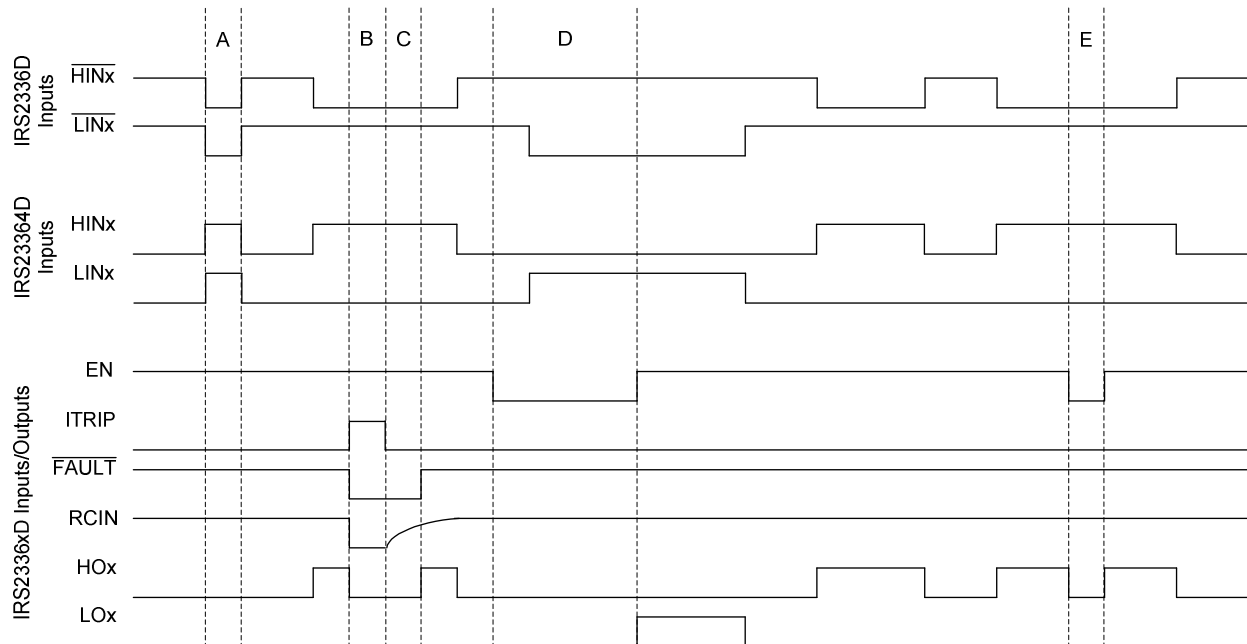 A
B
C
D
E
IRS2336D
Inputs
HINx
LINx
IRS23364D
Inputs
HINx
LINx
IRS2336xD Inputs/Outputs
EN
ITRIP
FAULT
RCIN
HOx
LOx